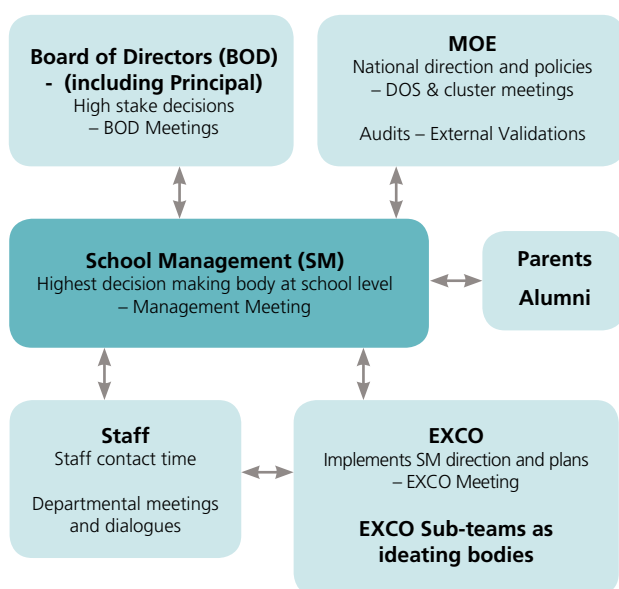 Board of Directors (BOD)
- (including Principal)
High stake decisions
– BOD Meetings
MOE
National direction and policies
– DOS & cluster meetings
Audits – External Validations
School Management (SM)
Highest decision making body at school level
– Management Meeting
Parents
Alumni
Staff
Staff contact time
Departmental meetings
and dialogues
EXCO
Implements SM direction and plans
– EXCO Meeting
EXCO Sub-teams as
ideating bodies